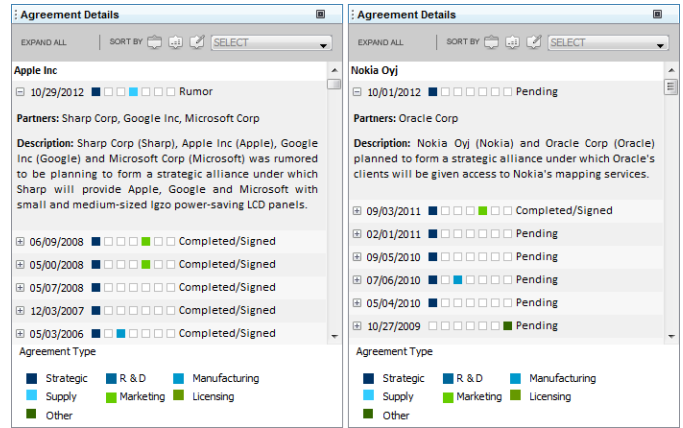 Agreement Details
EXPAND ALL SORT BY SELECT
Apple Inc
10/29/2012 Rumor
Partners: Sharp Corp, Google Inc, Microsoft Corp
Description: Sharp Corp (Sharp), Apple Inc (Apple), Google
Inc (Google) and Microsoft Corp (Microsoft) was rumored
to be planning to form a strategic alliance under which
Sharp will provide Apple, Google and Microsoft with
small and medium-sized Igzo power-saving LCD panels.
06/09/2008 Completed/Signed
05/00/2008 Completed/Signed
05/07/2008 Completed/Signed
12/03/2007 Completed/Signed
05/03/2006 Completed/Signed
Agreement Type
Strategic R & D Manufacturing
Supply Marketing Licensing
Other
Agreement Details
EXPAND ALL SORT BY SELECT
Nokia Oyj
10/01/2012 Pending
Partners: Oracle Corp
Description: Nokia Oyj (Nokia) and Oracle Corp (Oracle)
planned to form a strategic alliance under which Oracle's
clients will be given access to Nokia's mapping services.
09/03/2011 Completed/Signed
02/01/2011 Pending
09/05/2010 Pending
07/06/2010 Pending
05/04/2010 Pending
10/27/2009 Pending
Agreement Type
Strategic R & D Manufacturing
Supply Marketing Licensing
Other